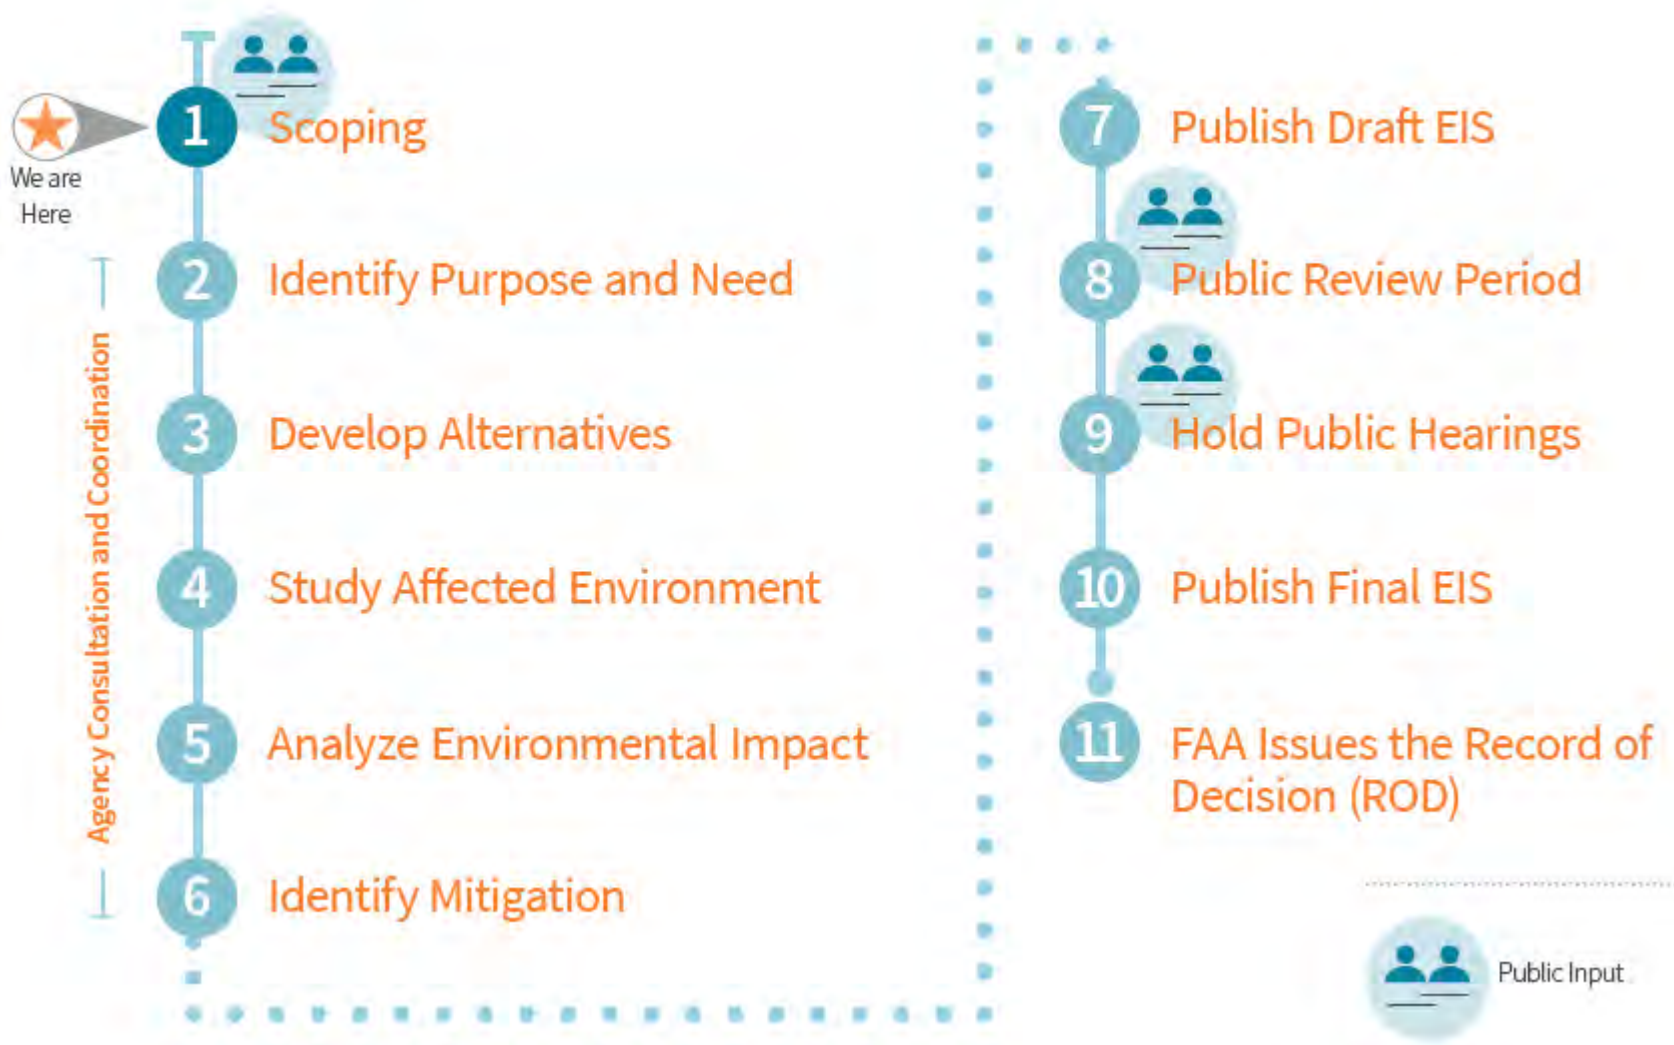 1
Scoping
We are
Here
2
Identify Purpose and Need
3
Develop Alternatives
4
Study Affected Environment
5
Analyze Environmental Impact
6
Identify Mitigation
Agency Consultation and Coordination
7
Publish Draft EIS
8
Public Review Period
9
Hold Public Hearings
10
Publish Final EIS
11
FAA Issues the Record of
Decision (ROD)
Public Input